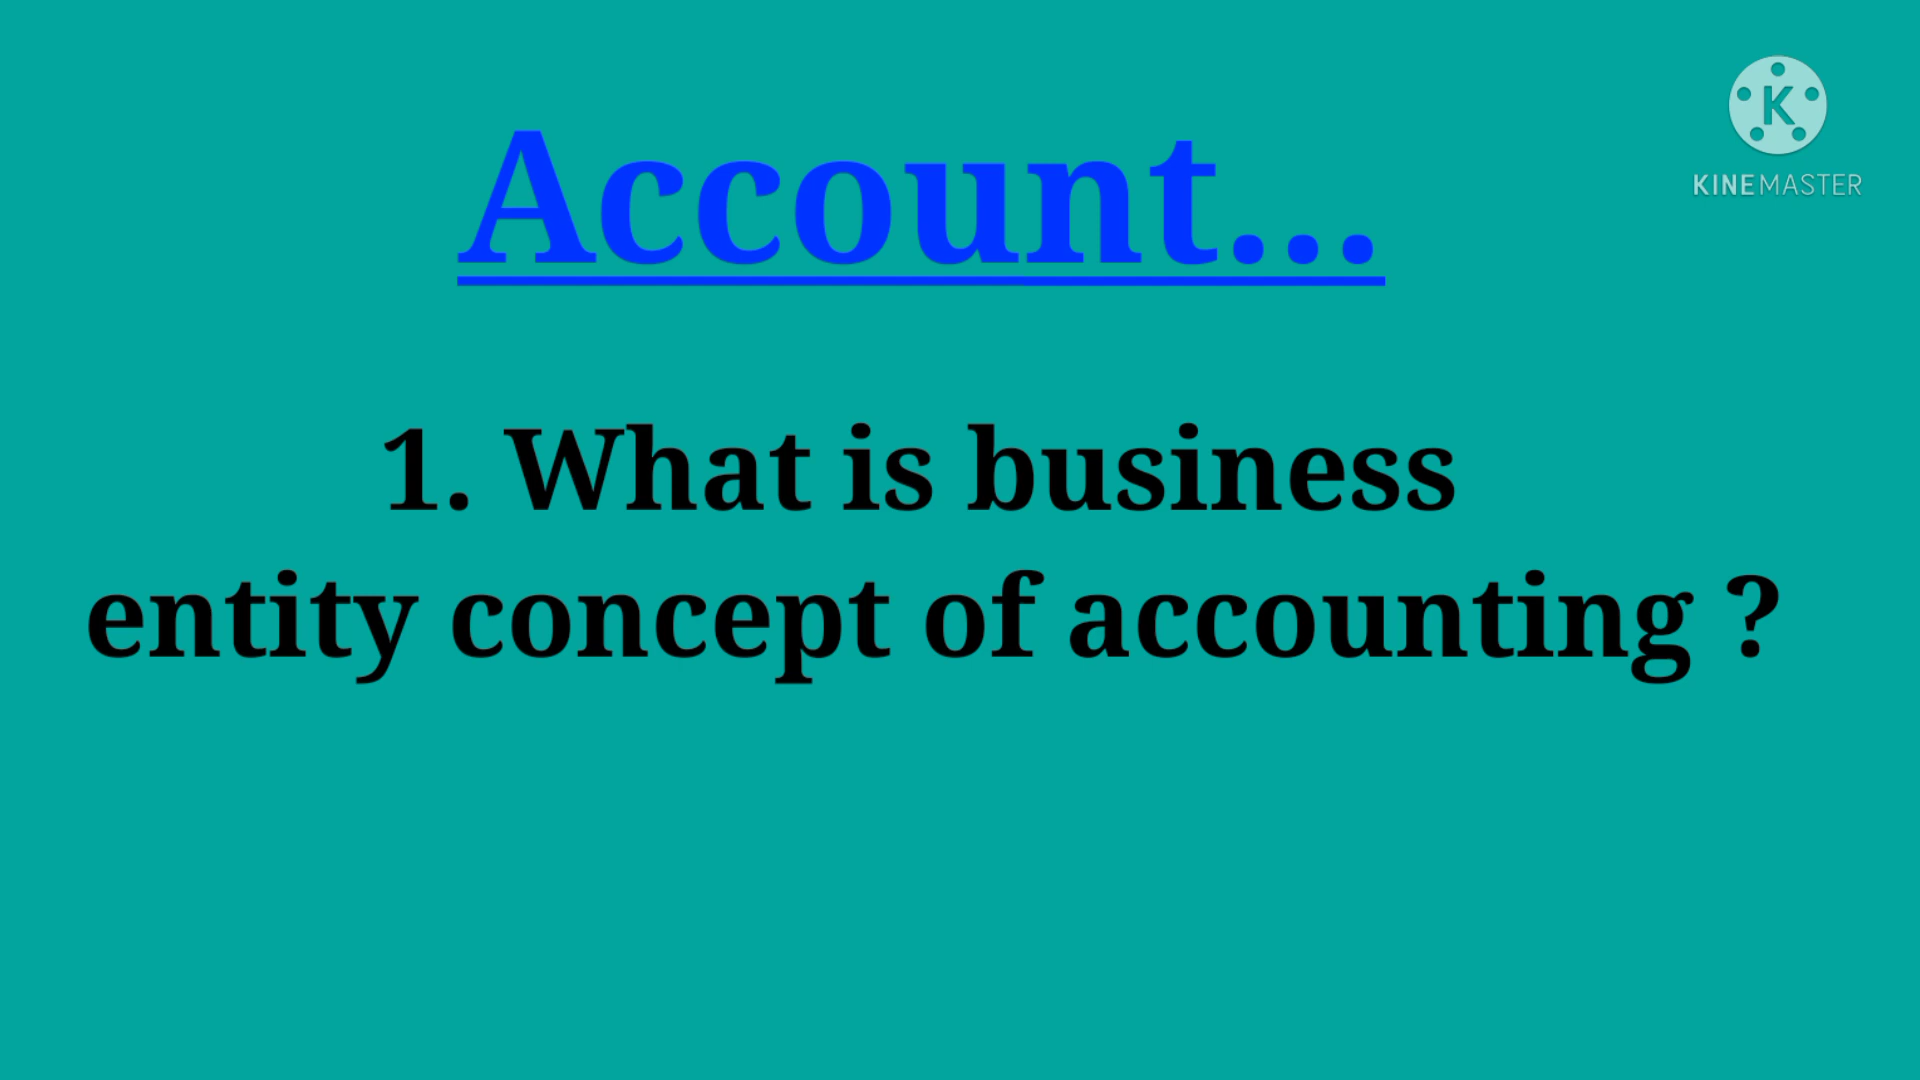 K
KINEMASTER
Account...
1. What is business
entity concept of accounting ?